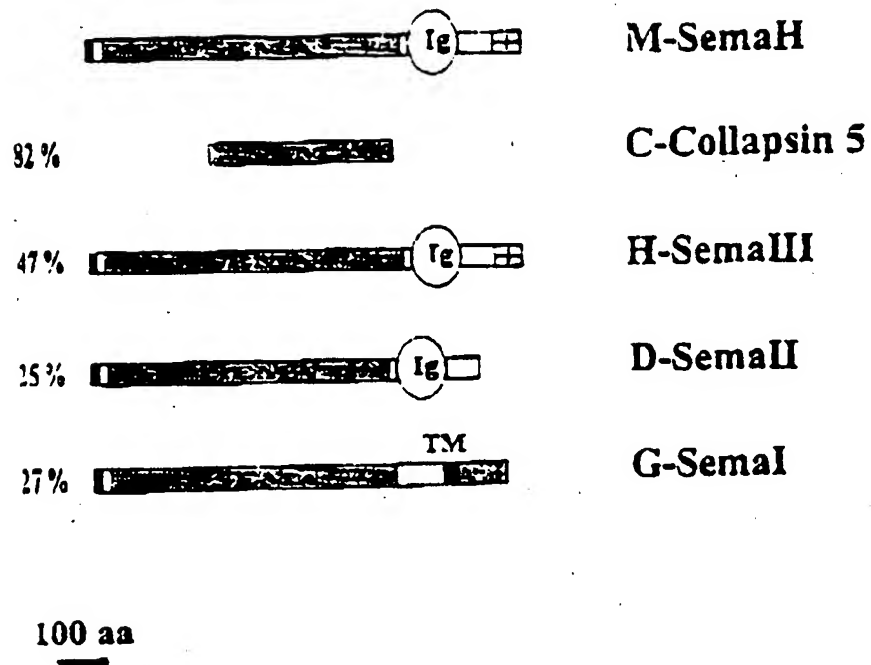 Ig M-SemaH
82 % C-Collapsin 5
47 % Ig H-SemaIII
25 % Ig D-SemaII
TM
27 % G-SemaI
100 aa